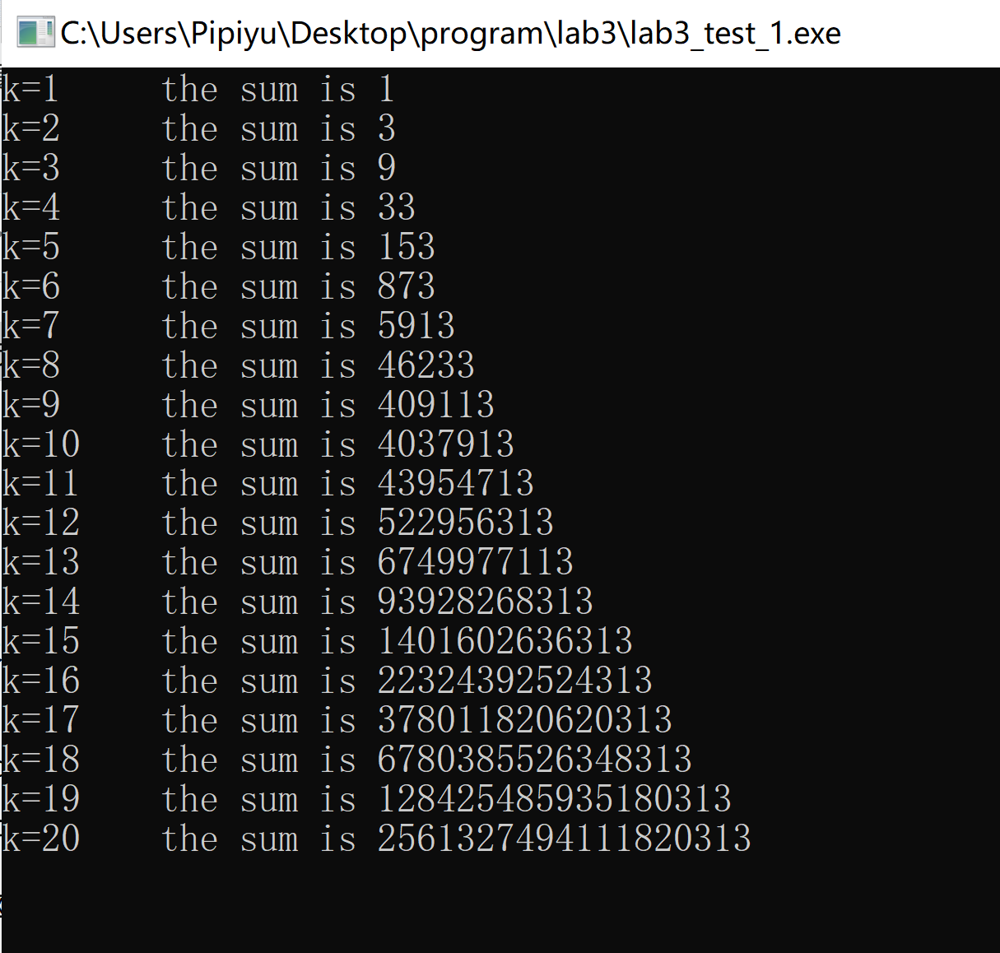 C:\Users\Pipiyu\Desktop\program\lab3\lab3_test_1.exe
k=1 the sum is 1
k=2 the sum is 3
k=3 the sum is 9
k=4 the sum is 33
k=5 the sum is 153
k=6 the sum is 873
k=7 the sum is 5913
k=8 the sum is 46233
k=9 the sum is 409113
k=10 the sum is 4037913
k=11 the sum is 43954713
k=12 the sum is 522956313
k=13 the sum is 6749977113
k=14 the sum is 93928268313
k=15 the sum is 1401602636313
k=16 the sum is 22324392524313
k=17 the sum is 378011820620313
k=18 the sum is 6780385526348313
k=19 the sum is 128425485935180313
k=20 the sum is 2561327494111820313